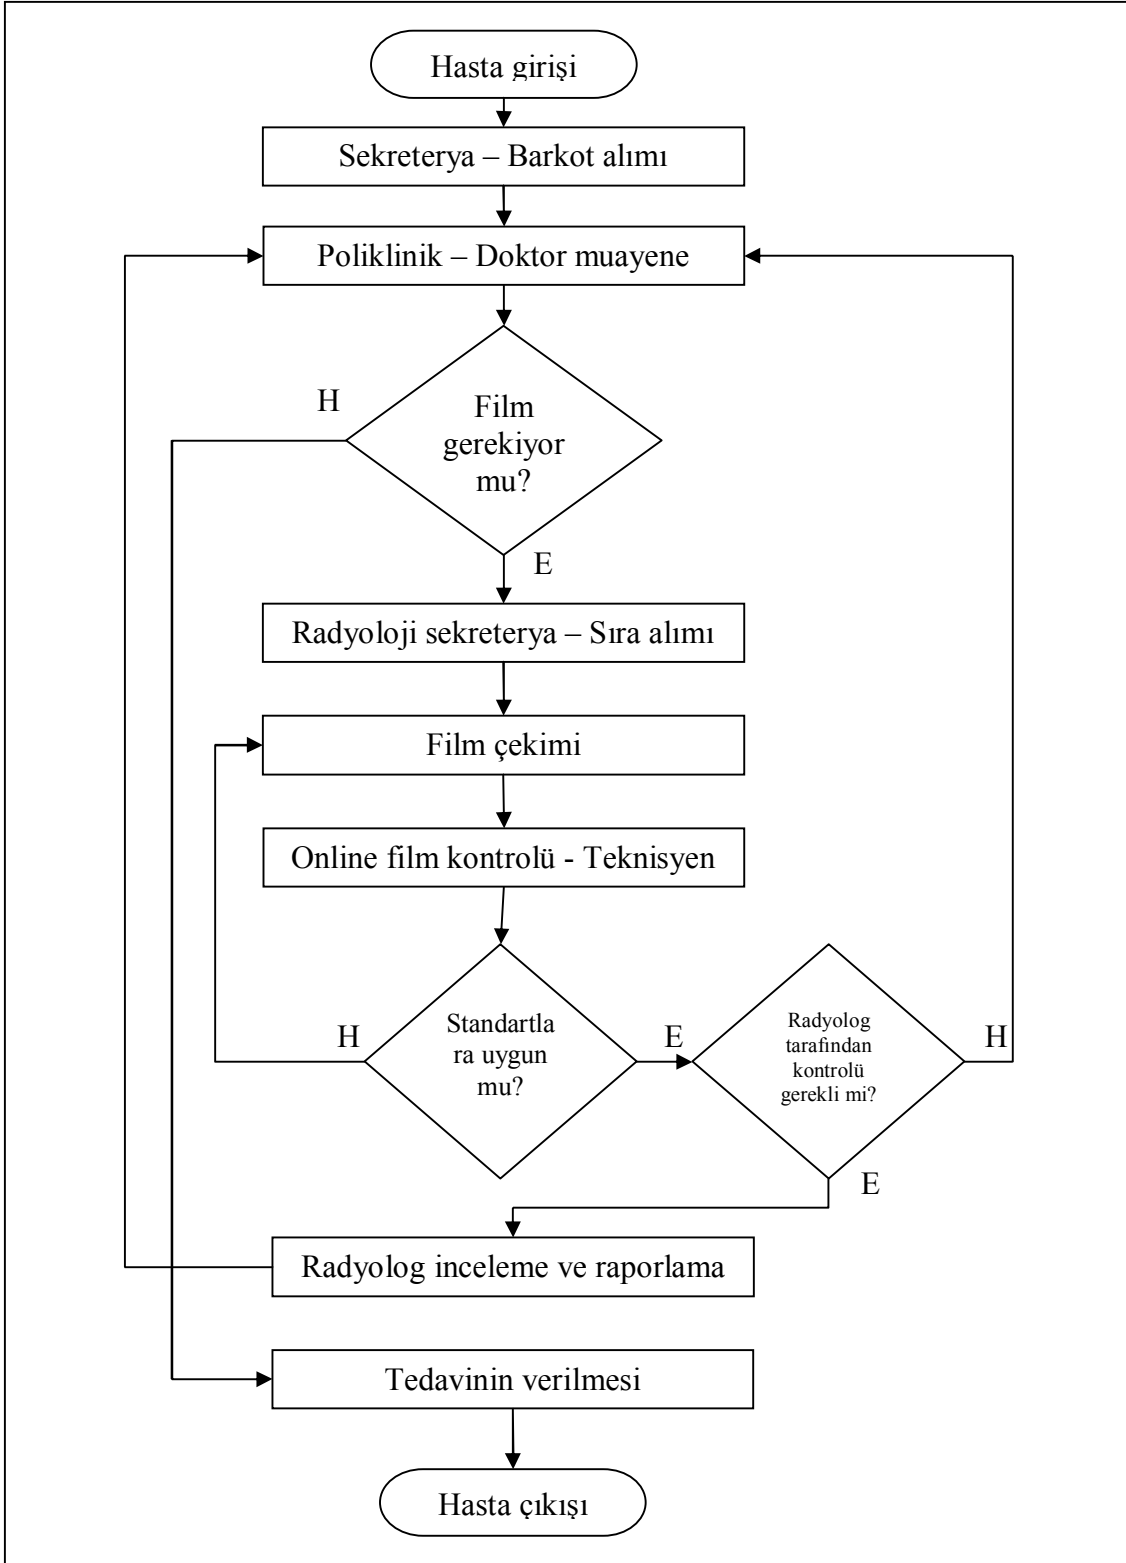 Hasta girişi
Sekreterya – Barkot alımı
Poliklinik – Doktor muayene
H
Film
gerekiyor
mu?
E
Radyoloji sekreterya – Sıra alımı
Film çekimi
Online film kontrolü - Teknisyen
H
Standartla
ra uygun
mu?
E
Radyolog
tarafından
kontrolü
gerekli mi?
H
E
Radyolog inceleme ve raporlama
Tedavinin verilmesi
Hasta çıkışı